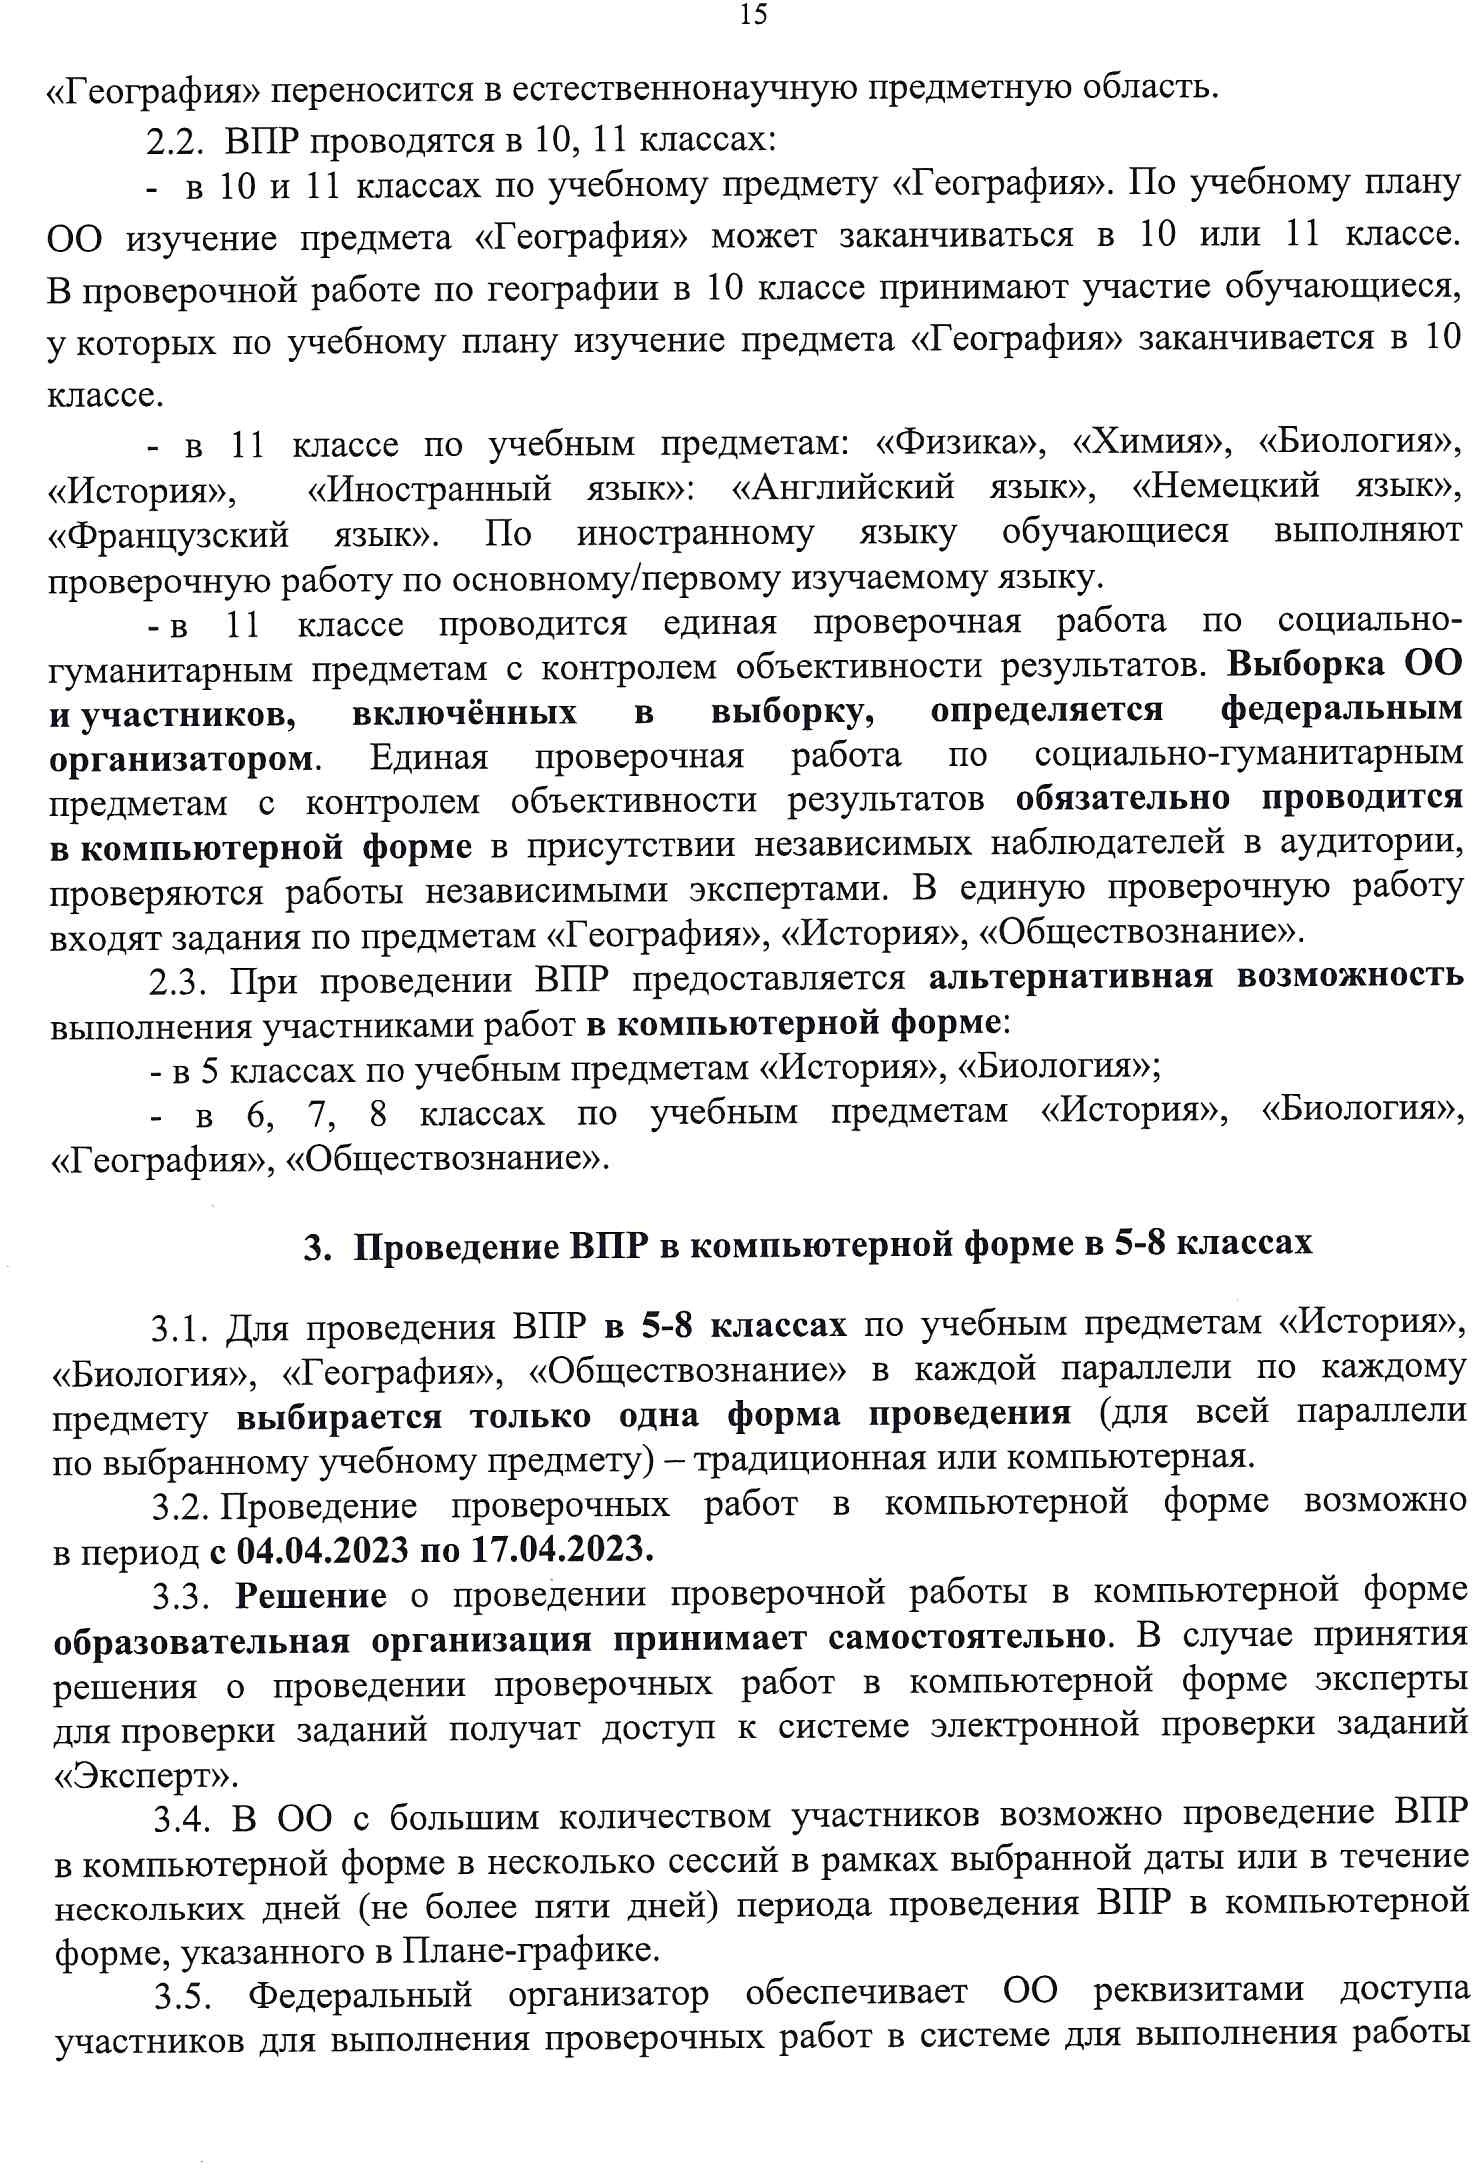 15
«География» переносится в естественнонаучную предметную область.
2.2. ВПР проводятся в 10, 11 классах:
- в 10 и 11 классах по учебному предмету «География». По учебному плану
ОО изучение предмета «География» может заканчиваться в 10 или 11 классе.
В проверочной работе по географии в 10 классе принимают участие обучающиеся,
у которых по учебному плану изучение предмета «География» заканчивается в 10
классе.
- в 11 классе по учебным предметам: «Физика», «Химия», «Биология»,
«История», «Иностранный язык»: «Английский язык», «Немецкий язык»,
«Французский язык». По иностранному языку обучающиеся выполняют
проверочную работу по основному/первому изучаемому языку.
- в 11 классе проводится единая проверочная работа по социально-
гуманитарным предметам с контролем объективности результатов. Выборка ОО
и участников, включённых в выборку, определяется федеральным
организатором. Единая проверочная работа по социально-гуманитарным
предметам с контролем объективности результатов обязательно проводится
в компьютерной форме в присутствии независимых наблюдателей в аудитории,
проверяются работы независимыми экспертами. В единую проверочную работу
входят задания по предметам «География», «История», «Обществознание».
2.3. При проведении ВПР предоставляется альтернативная возможность
выполнения участниками работ в компьютерной форме:
- в 5 классах по учебным предметам «История», «Биология»;
- в 6, 7, 8 классах по учебным предметам «История», «Биология»,
«География», «Обществознание».
3. Проведение ВПР в компьютерной форме в 5-8 классах
3.1. Для проведения ВПР в 5-8 классах по учебным предметам «История»,
«Биология», «География», «Обществознание» в каждой параллели по каждому
предмету выбирается только одна форма проведения (для всей параллели
по выбранному учебному предмету) – традиционная или компьютерная.
3.2. Проведение проверочных работ в компьютерной форме возможно
в период с 04.04.2023 по 17.04.2023.
3.3. Решение о проведении проверочной работы в компьютерной форме
образовательная организация принимает самостоятельно. В случае принятия
решения о проведении проверочных работ в компьютерной форме эксперты
для проверки заданий получат доступ к системе электронной проверки заданий
«Эксперт».
3.4. В ОО с большим количеством участников возможно проведение ВПР
в компьютерной форме в несколько сессий в рамках выбранной даты или в течение
нескольких дней (не более пяти дней) периода проведения ВПР в компьютерной
форме, указанного в Плане-графике.
3.5. Федеральный организатор обеспечивает ОО реквизитами доступа
участников для выполнения проверочных работ в системе для выполнения работы